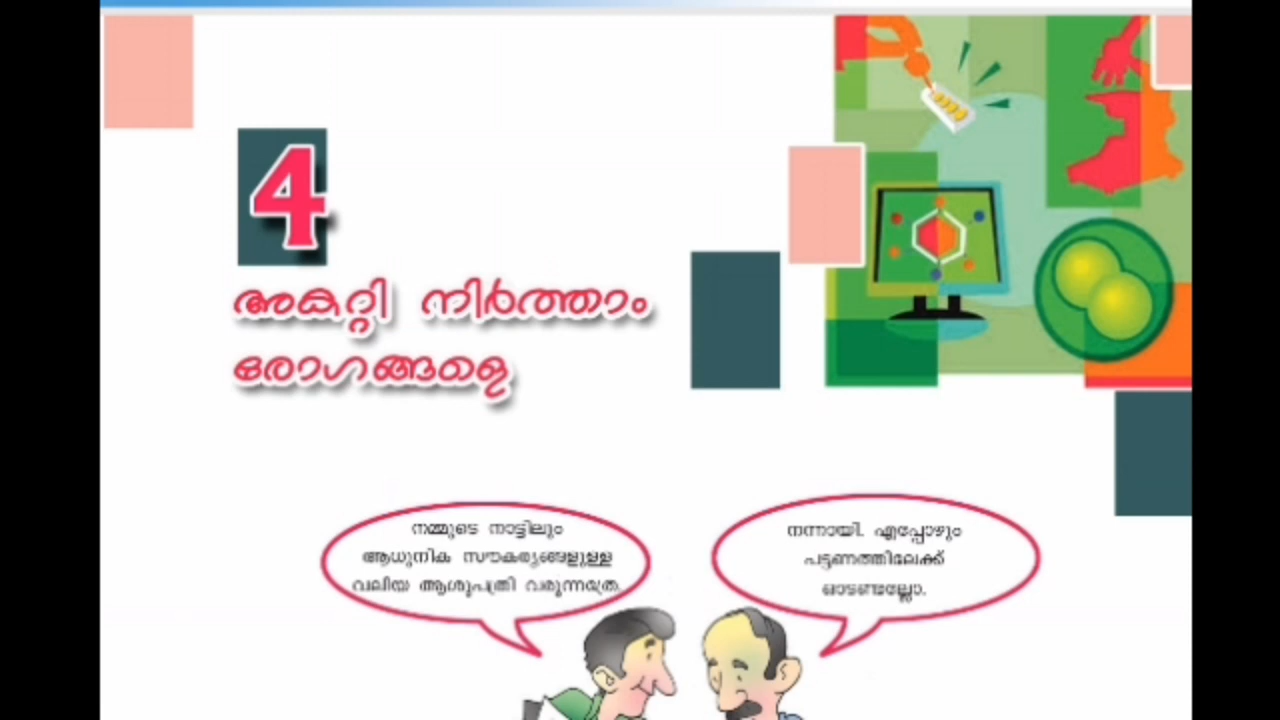 4
അകറ്റി നിർത്താം
രോഗങ്ങളെ
നമ്മുടെ നാട്ടിലും
ആധുനിക സൗകര്യങ്ങളുള്ള
വലിയ ആശുപത്രി വരുന്നത്രേ.
നന്നായി. എപ്പോഴും
പട്ടണത്തിലേക്ക്
ഓടണ്ടല്ലോ.